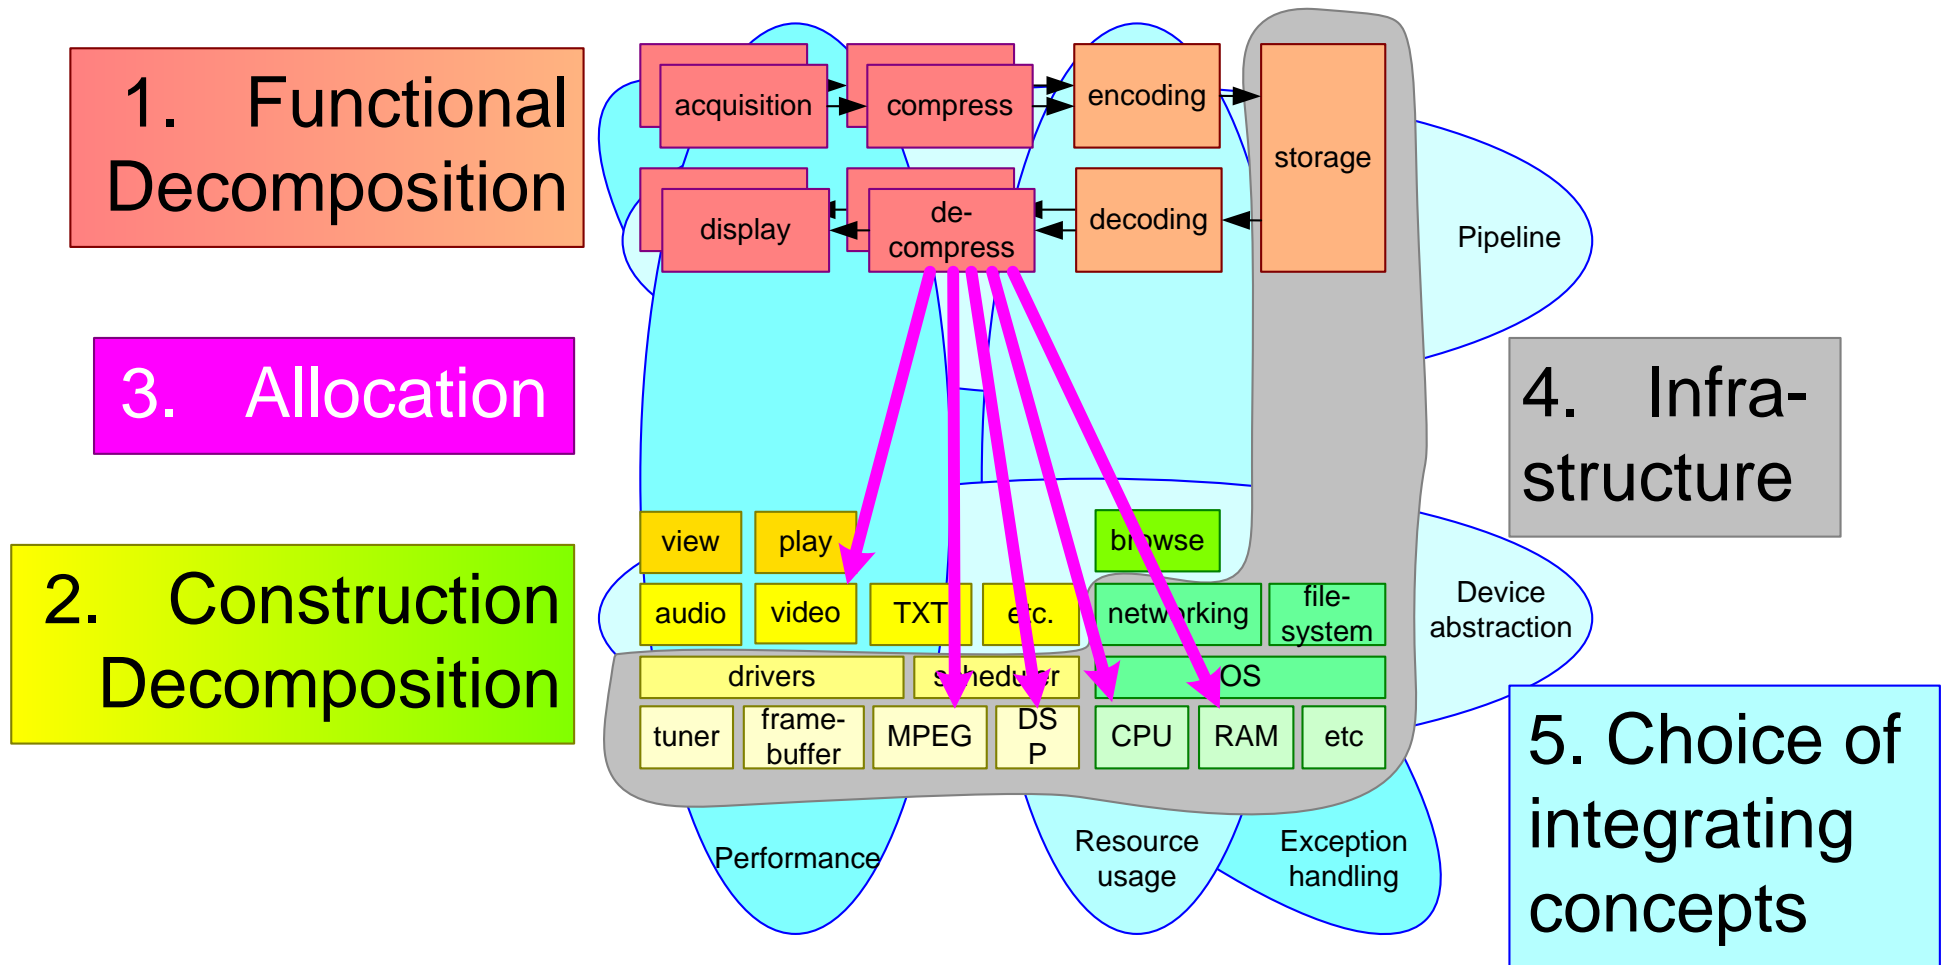 1. Functional
Decomposition
acquisition
compress
encoding
storage
display
de-
compress
decoding
Pipeline
3. Allocation
4. Infra-
structure
2. Construction
Decomposition
view
play
browse
audio
video
TXT
etc.
networking
file-
system
Device
abstraction
drivers
scheduler
OS
tuner
frame-
buffer
MPEG
DS
P
CPU
RAM
etc
5. Choice of
integrating
concepts
Performance
Resource
usage
Exception
handling